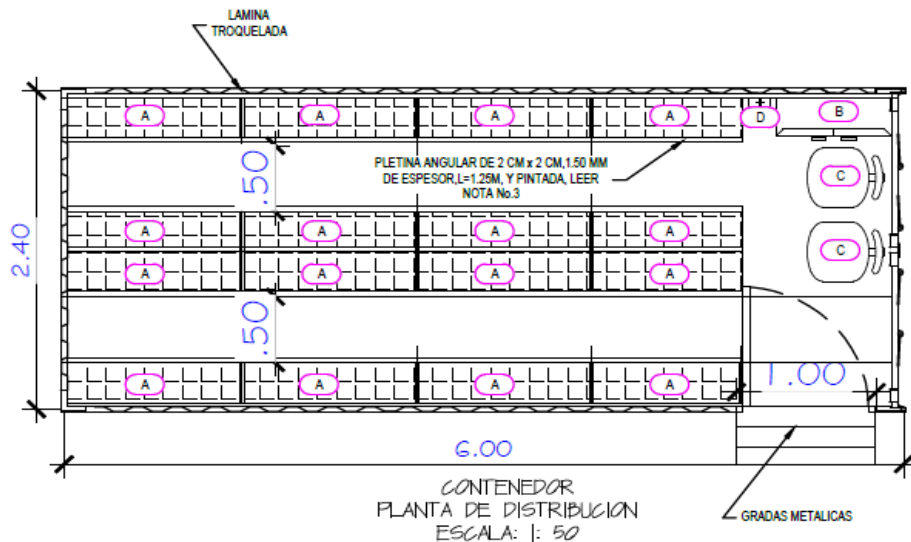 LAMINA
TROQUELADA
A A A A D B
PLETINA ANGULAR DE 2 CM x 2 CM,1.50 MM
DE ESPESOR,L=1.25M, Y PINTADA, LEER
NOTA No.3
.50
C
A A A A
C
2.40
A A A A
.50
A A A A
1.00
6.00
CONTENEDOR
PLANTA DE DISTRIBUCION
ESCALA: 1: 50
GRADAS METALICAS